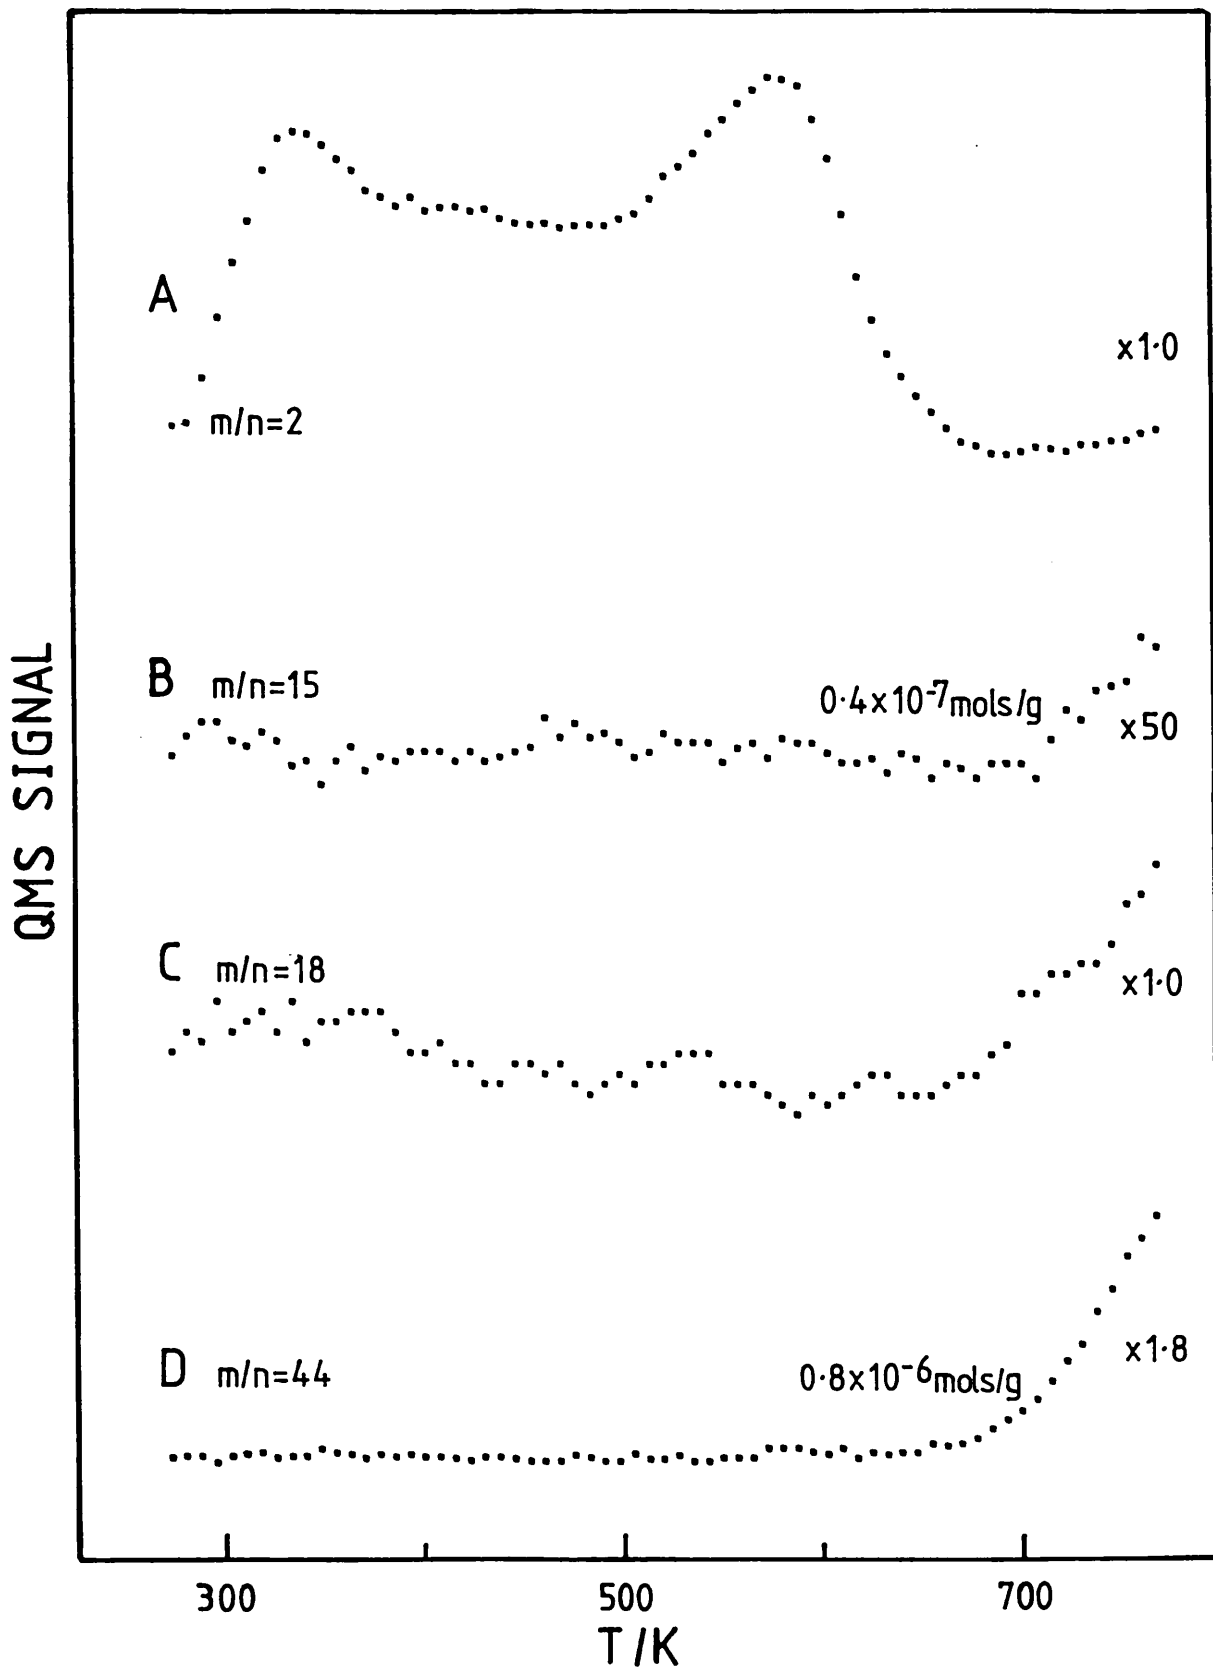 A
x1·0
m/n=2
QMS SIGNAL
B
m/n=15
0·4x10⁻⁷mols/g
x50
C
m/n=18
x1·0
D
m/n=44
0·8x10⁻⁶mols/g
x1·8
300
500
700
T/K